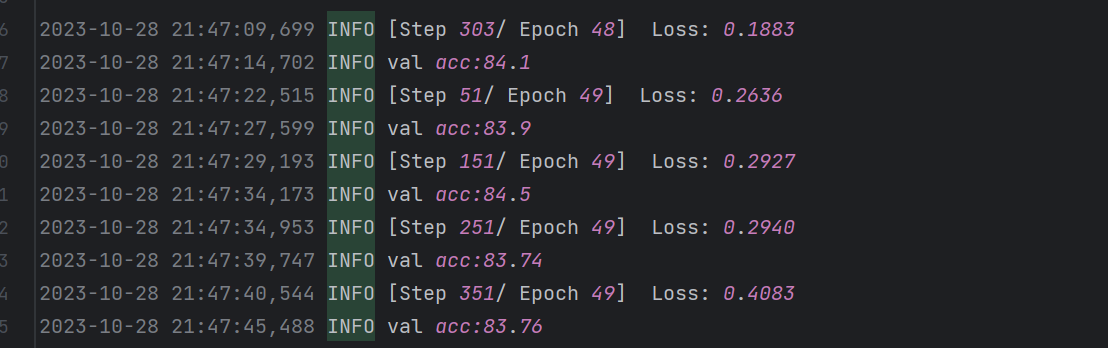 6 2023-10-28 21:47:09,699 INFO [Step 303/ Epoch 48]  Loss: 0.1883
7 2023-10-28 21:47:14,702 INFO val acc:84.1
8 2023-10-28 21:47:22,515 INFO [Step 51/ Epoch 49]  Loss: 0.2636
9 2023-10-28 21:47:27,599 INFO val acc:83.9
0 2023-10-28 21:47:29,193 INFO [Step 151/ Epoch 49]  Loss: 0.2927
1 2023-10-28 21:47:34,173 INFO val acc:84.5
2 2023-10-28 21:47:34,953 INFO [Step 251/ Epoch 49]  Loss: 0.2940
3 2023-10-28 21:47:39,747 INFO val acc:83.74
4 2023-10-28 21:47:40,544 INFO [Step 351/ Epoch 49]  Loss: 0.4083
5 2023-10-28 21:47:45,488 INFO val acc:83.76